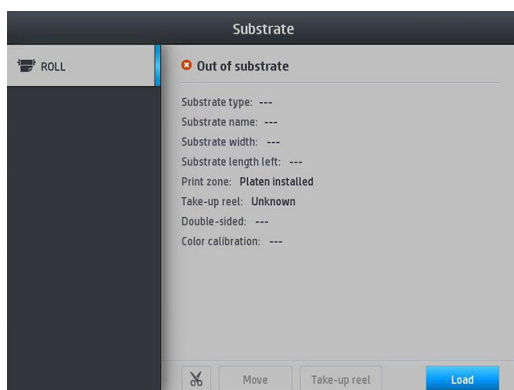 Substrate
ROLL
Out of substrate
Substrate type: ---
Substrate name: ---
Substrate width: ---
Substrate length left: ---
Print zone: Platen installed
Take-up reel: Unknown
Double-sided: ---
Color calibration: ---
Move
Take-up reel
Load